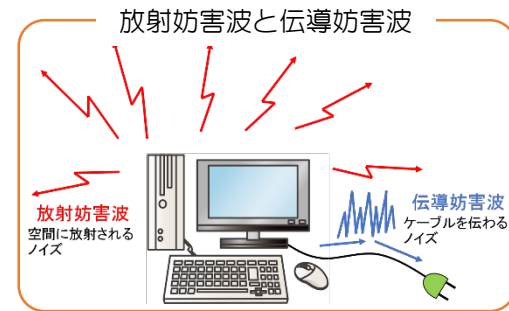 放射妨害波と伝導妨害波
放射妨害波
空間に放射される
ノイズ
伝導妨害波
ケーブルを伝わる
ノイズ